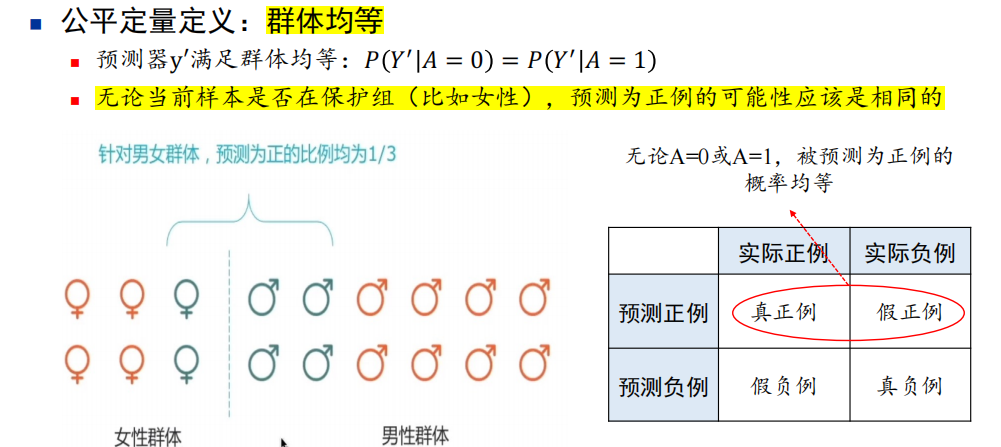 公平定量定义：群体均等
预测器y′满足群体均等：P(Y′|A = 0) = P(Y′|A = 1)
无论当前样本是否在保护组（比如女性），预测为正例的可能性应该是相同的
针对男女群体，预测为正的比例均为1/3
无论A=0或A=1，被预测为正例的
概率均等
实际正例 实际负例
预测正例 真正例 假正例
预测负例 假负例 真负例
女性群体 男性群体